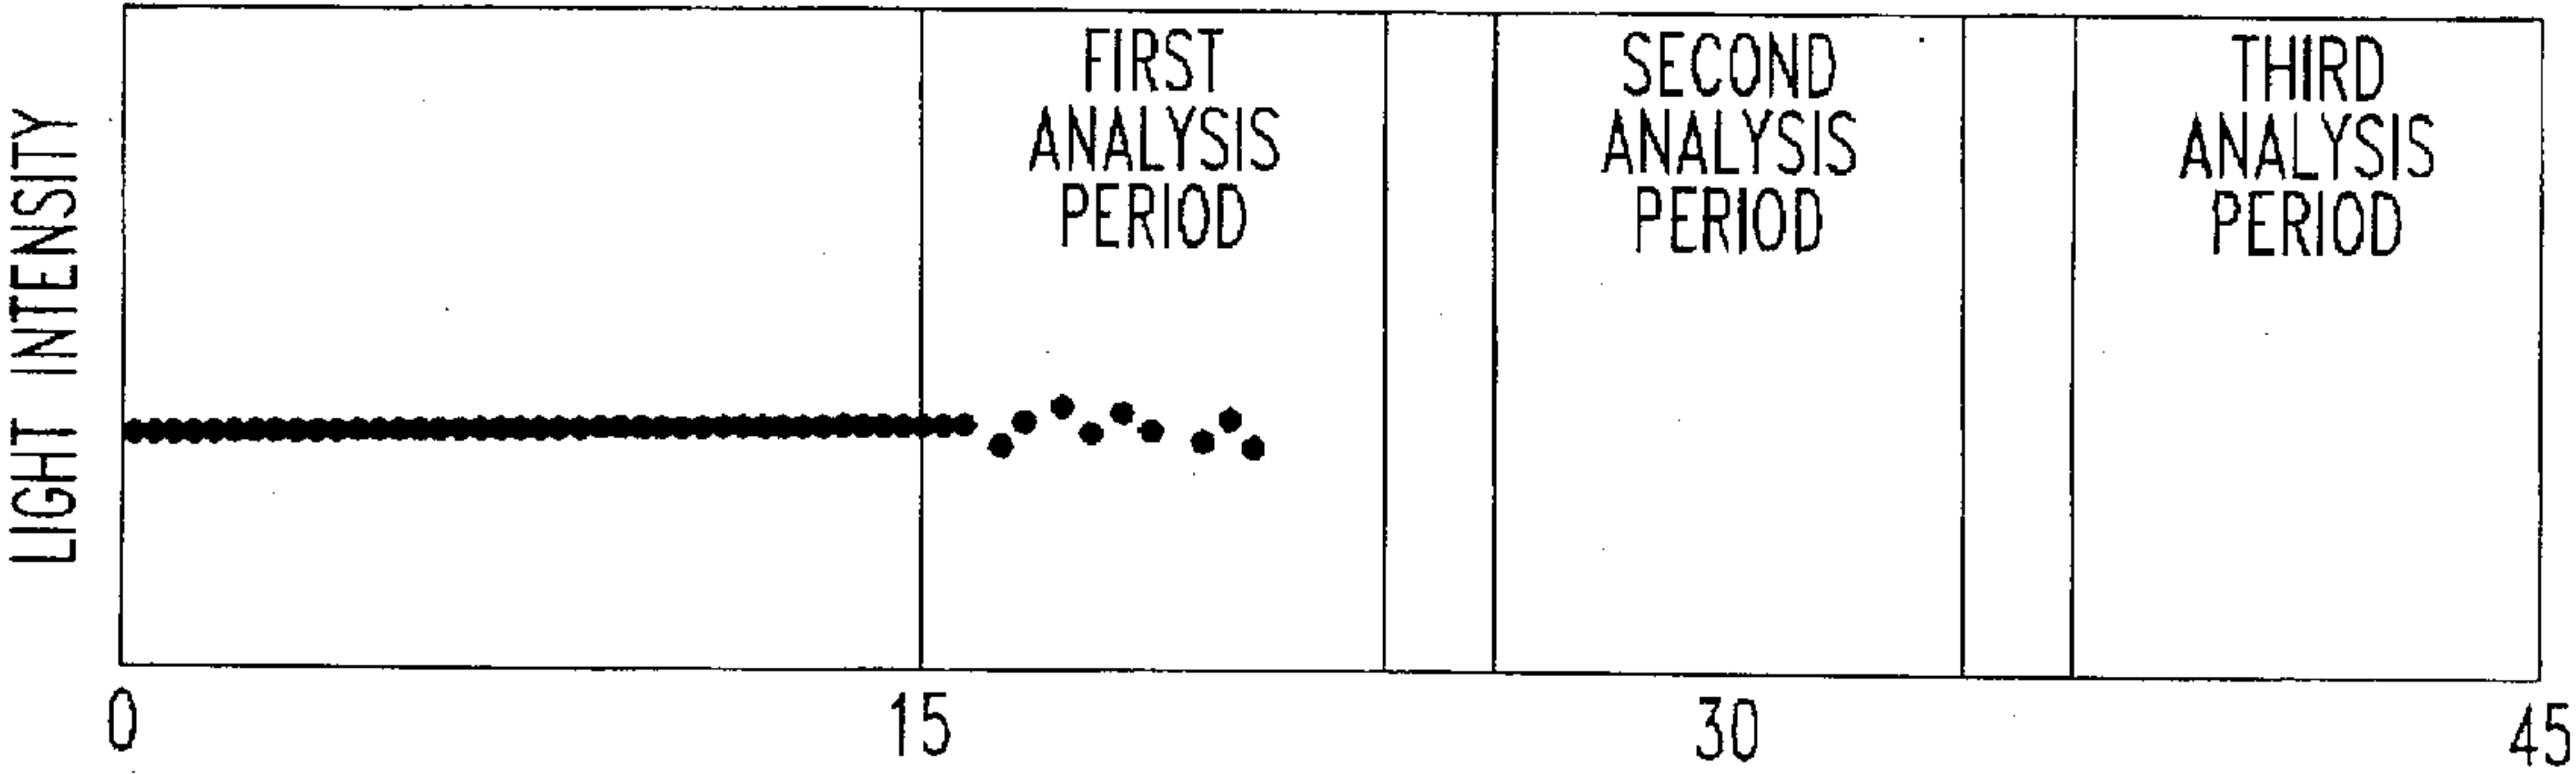 LIGHT INTENSITY
FIRST
ANALYSIS
PERIOD
SECOND
ANALYSIS
PERIOD
THIRD
ANALYSIS
PERIOD
0 15 30 45